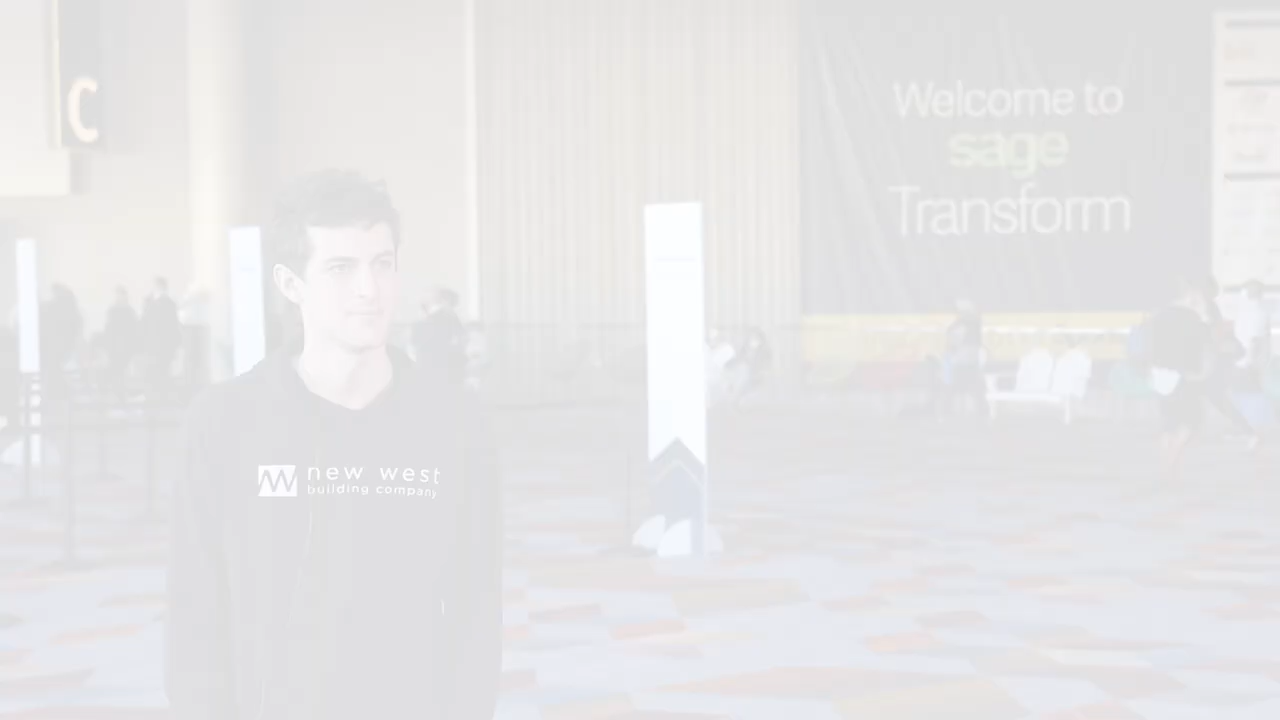 C
Welcome to
sage
Transform
new west
building company